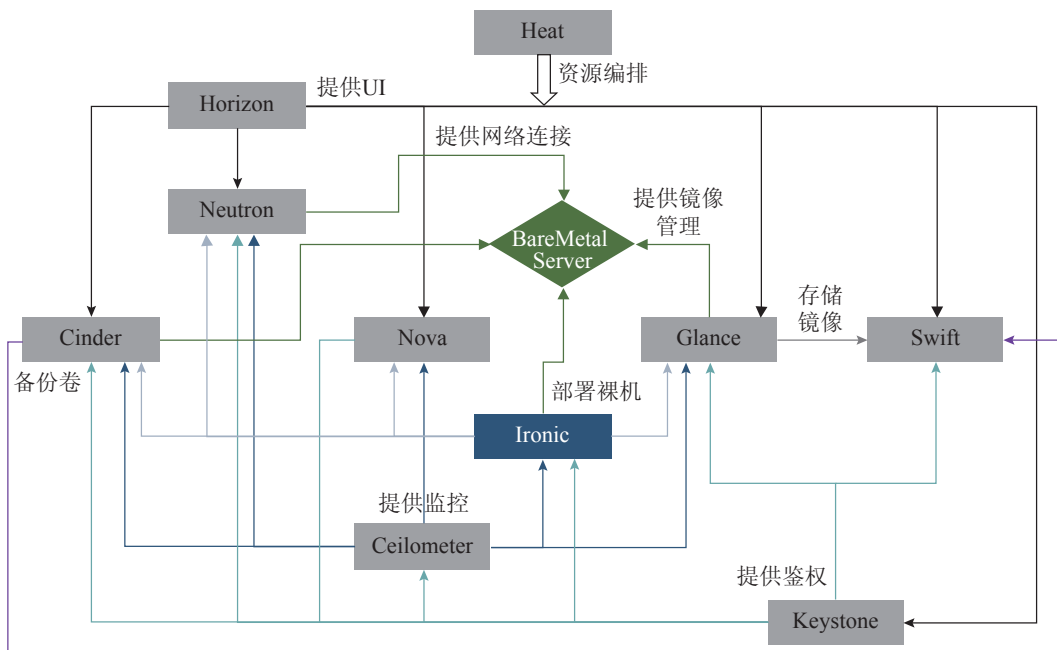 Heat
资源编排
提供UI
Horizon
提供网络连接
Neutron
提供镜像
管理
BareMetal
Server
存储
镜像
Cinder
Nova
Glance
Swift
备份卷
部署裸机
Ironic
提供监控
Ceilometer
提供鉴权
Keystone